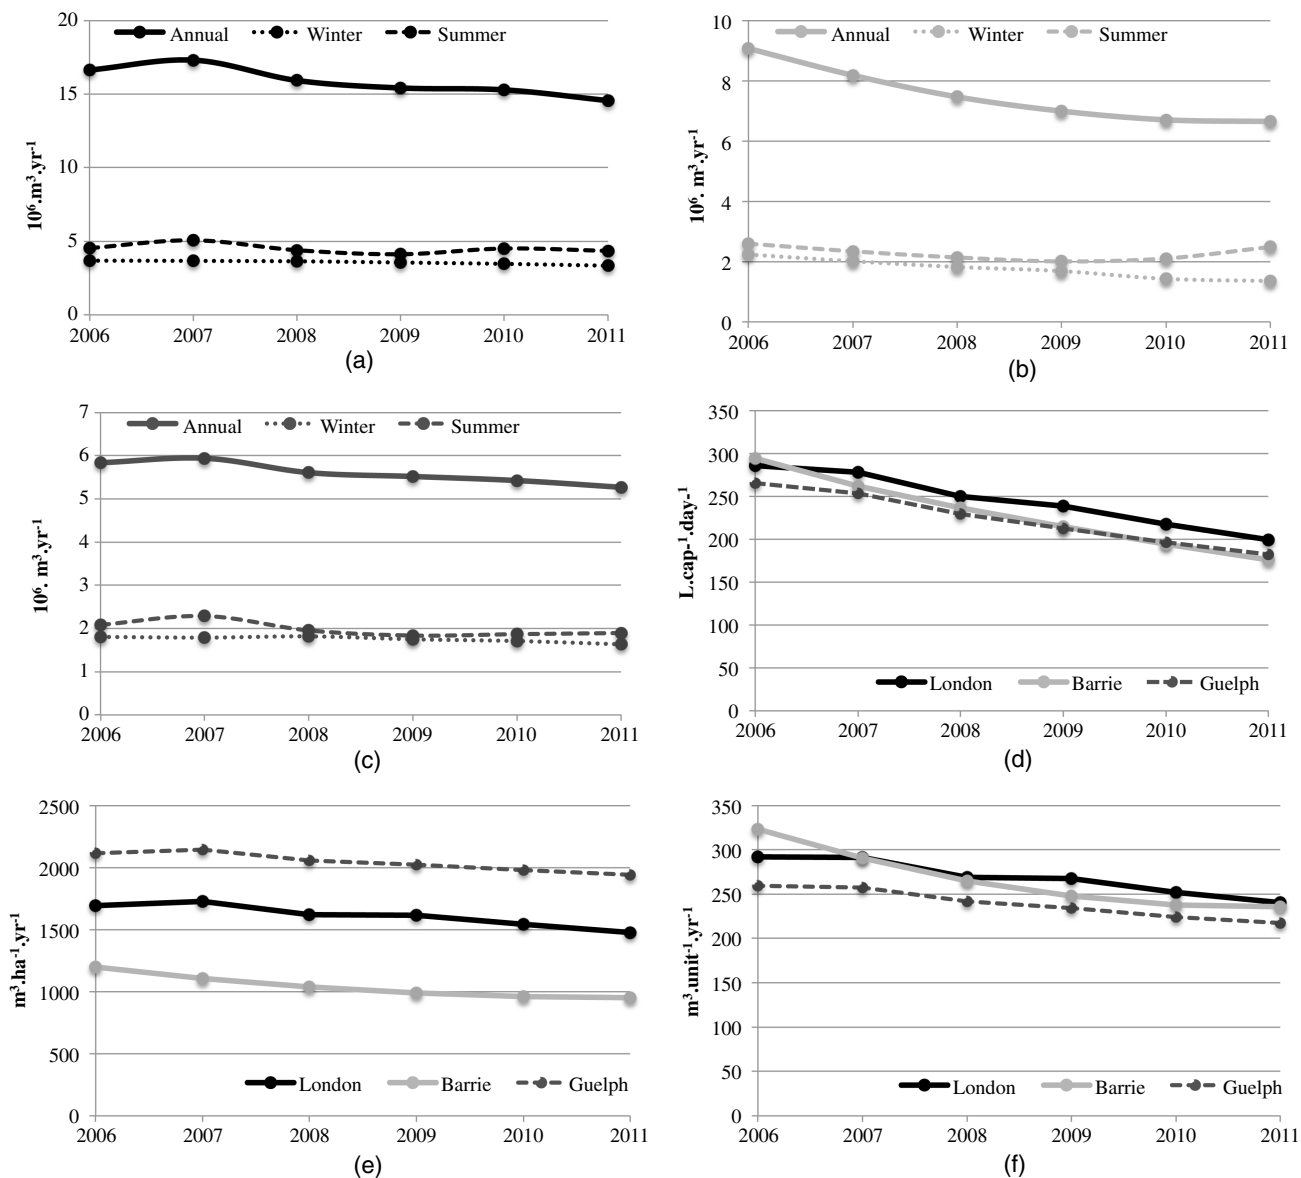 20
15
10
5
0
10⁶.m³.yr⁻¹
Annual Winter Summer
2006 2007 2008 2009 2010 2011
(a)
10
8
6
4
2
0
10⁶. m³.yr⁻¹
Annual Winter Summer
2006 2007 2008 2009 2010 2011
(b)
7
6
5
4
3
2
1
0
10⁶. m³.yr⁻¹
Annual Winter Summer
2006 2007 2008 2009 2010 2011
(c)
350
300
250
200
150
100
50
0
L.cap-¹.day-¹
London Barrie Guelph
2006 2007 2008 2009 2010 2011
(d)
2500
2000
1500
1000
500
0
m³.ha⁻¹.yr⁻¹
London Barrie Guelph
2006 2007 2008 2009 2010 2011
(e)
350
300
250
200
150
100
50
0
m³.unit⁻¹.yr⁻¹
London Barrie Guelph
2006 2007 2008 2009 2010 2011
(f)